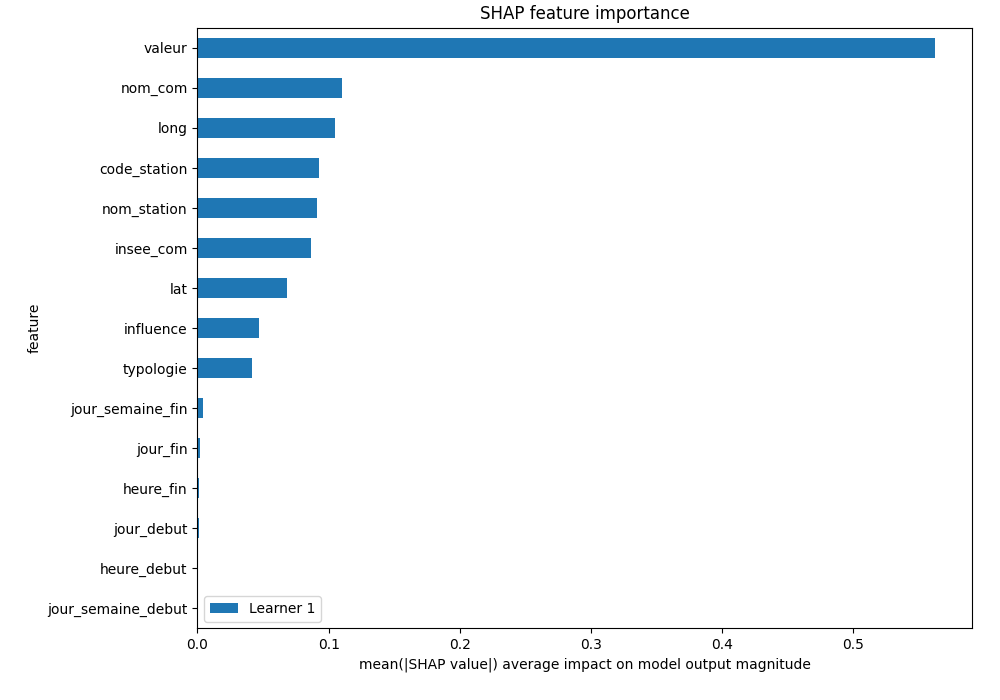 SHAP feature importance
valeur
nom_com
long
code_station
nom_station
insee_com
lat
influence
typologie
jour_semaine_fin
jour_fin
heure_fin
jour_debut
heure_debut
jour_semaine_debut
feature
Learner 1
0.0 0.1 0.2 0.3 0.4 0.5
mean(|SHAP value|) average impact on model output magnitude